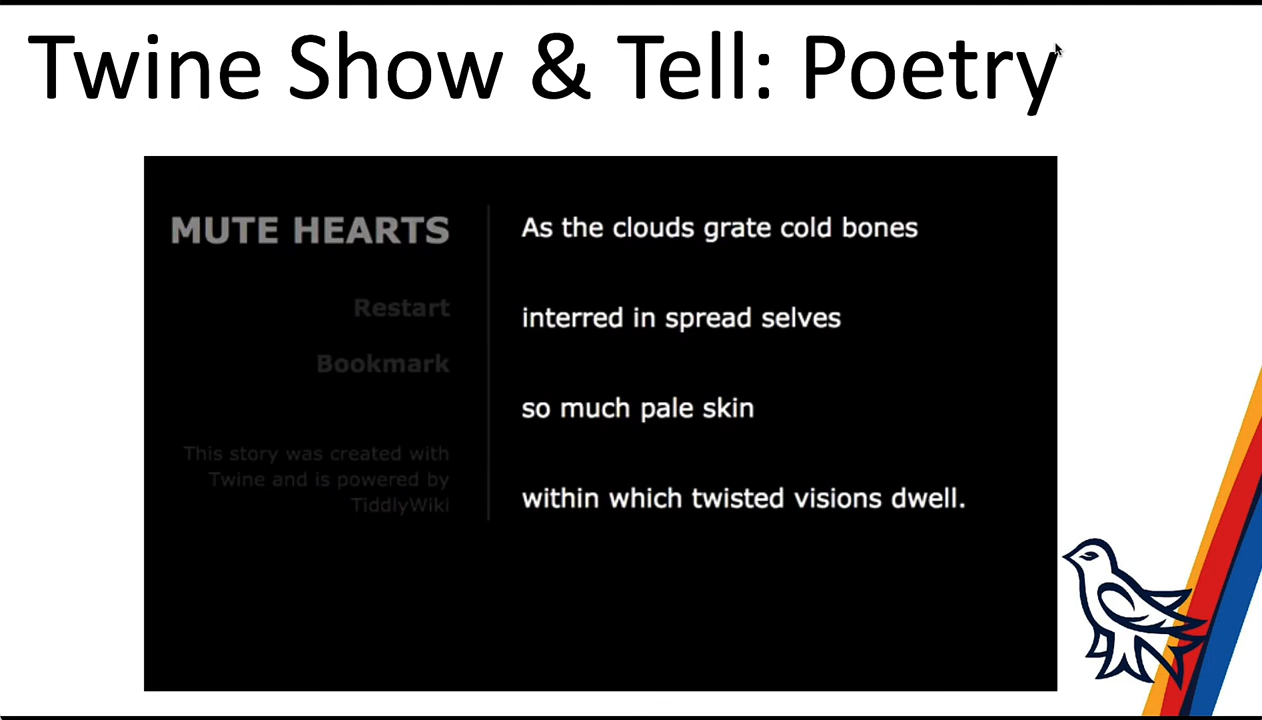 Twine Show & Tell: Poetry
MUTE HEARTS
Restart
Bookmark
This story was created with
Twine and is powered by
TiddlyWiki
As the clouds grate cold bones
interred in spread selves
so much pale skin
within which twisted visions dwell.